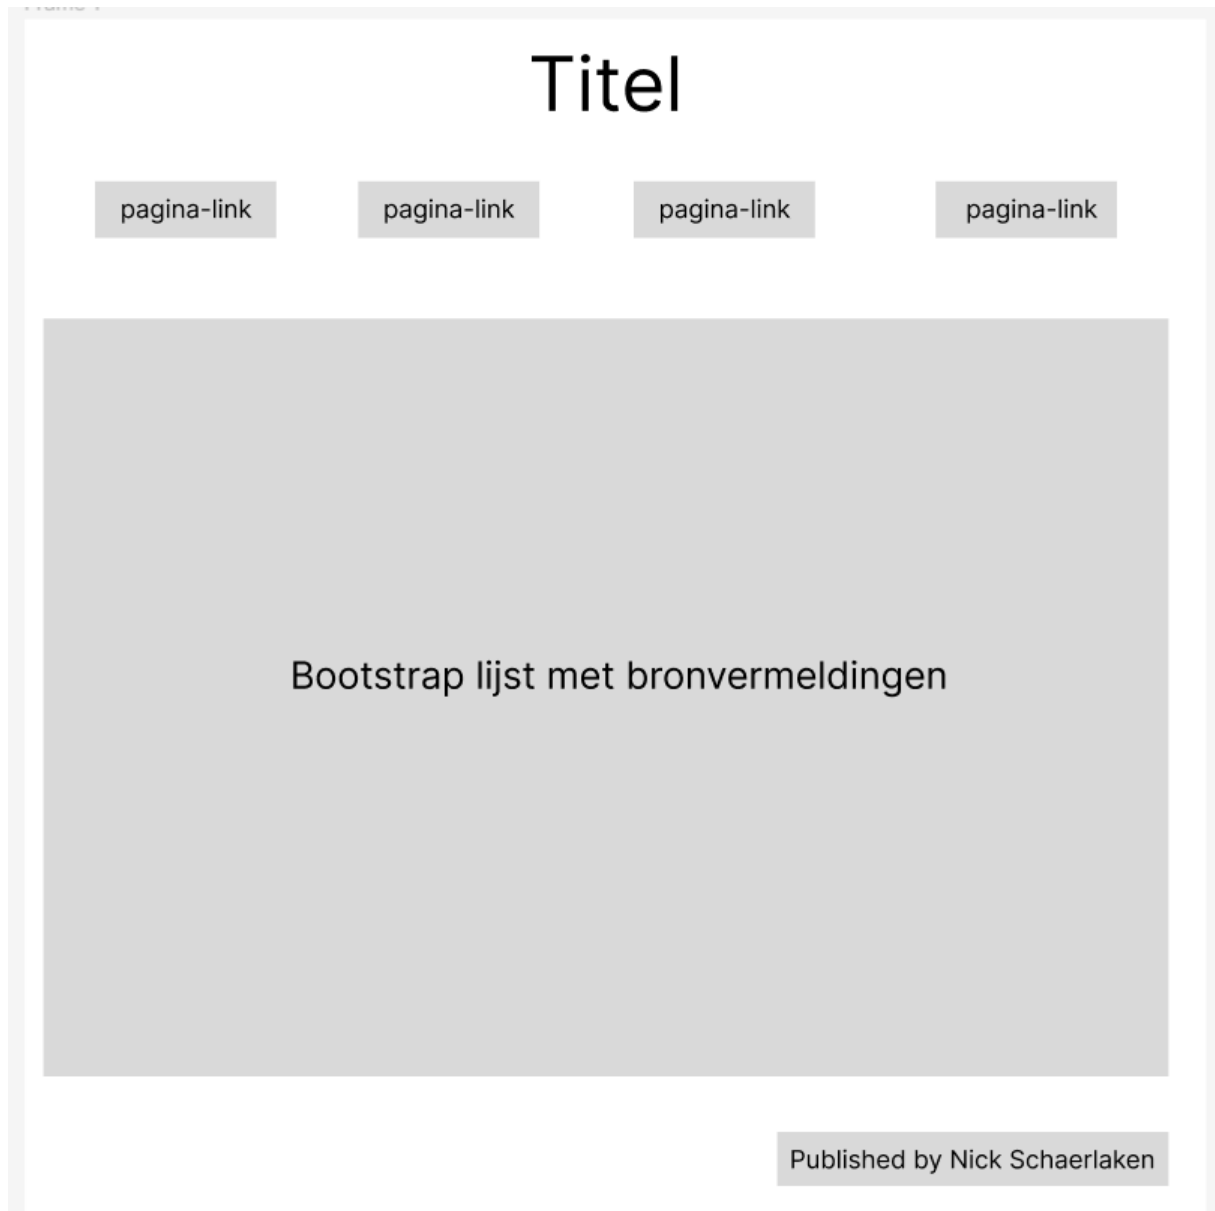 Titel
pagina-link pagina-link pagina-link pagina-link
Bootstrap lijst met bronvermeldingen
Published by Nick Schaerlaken